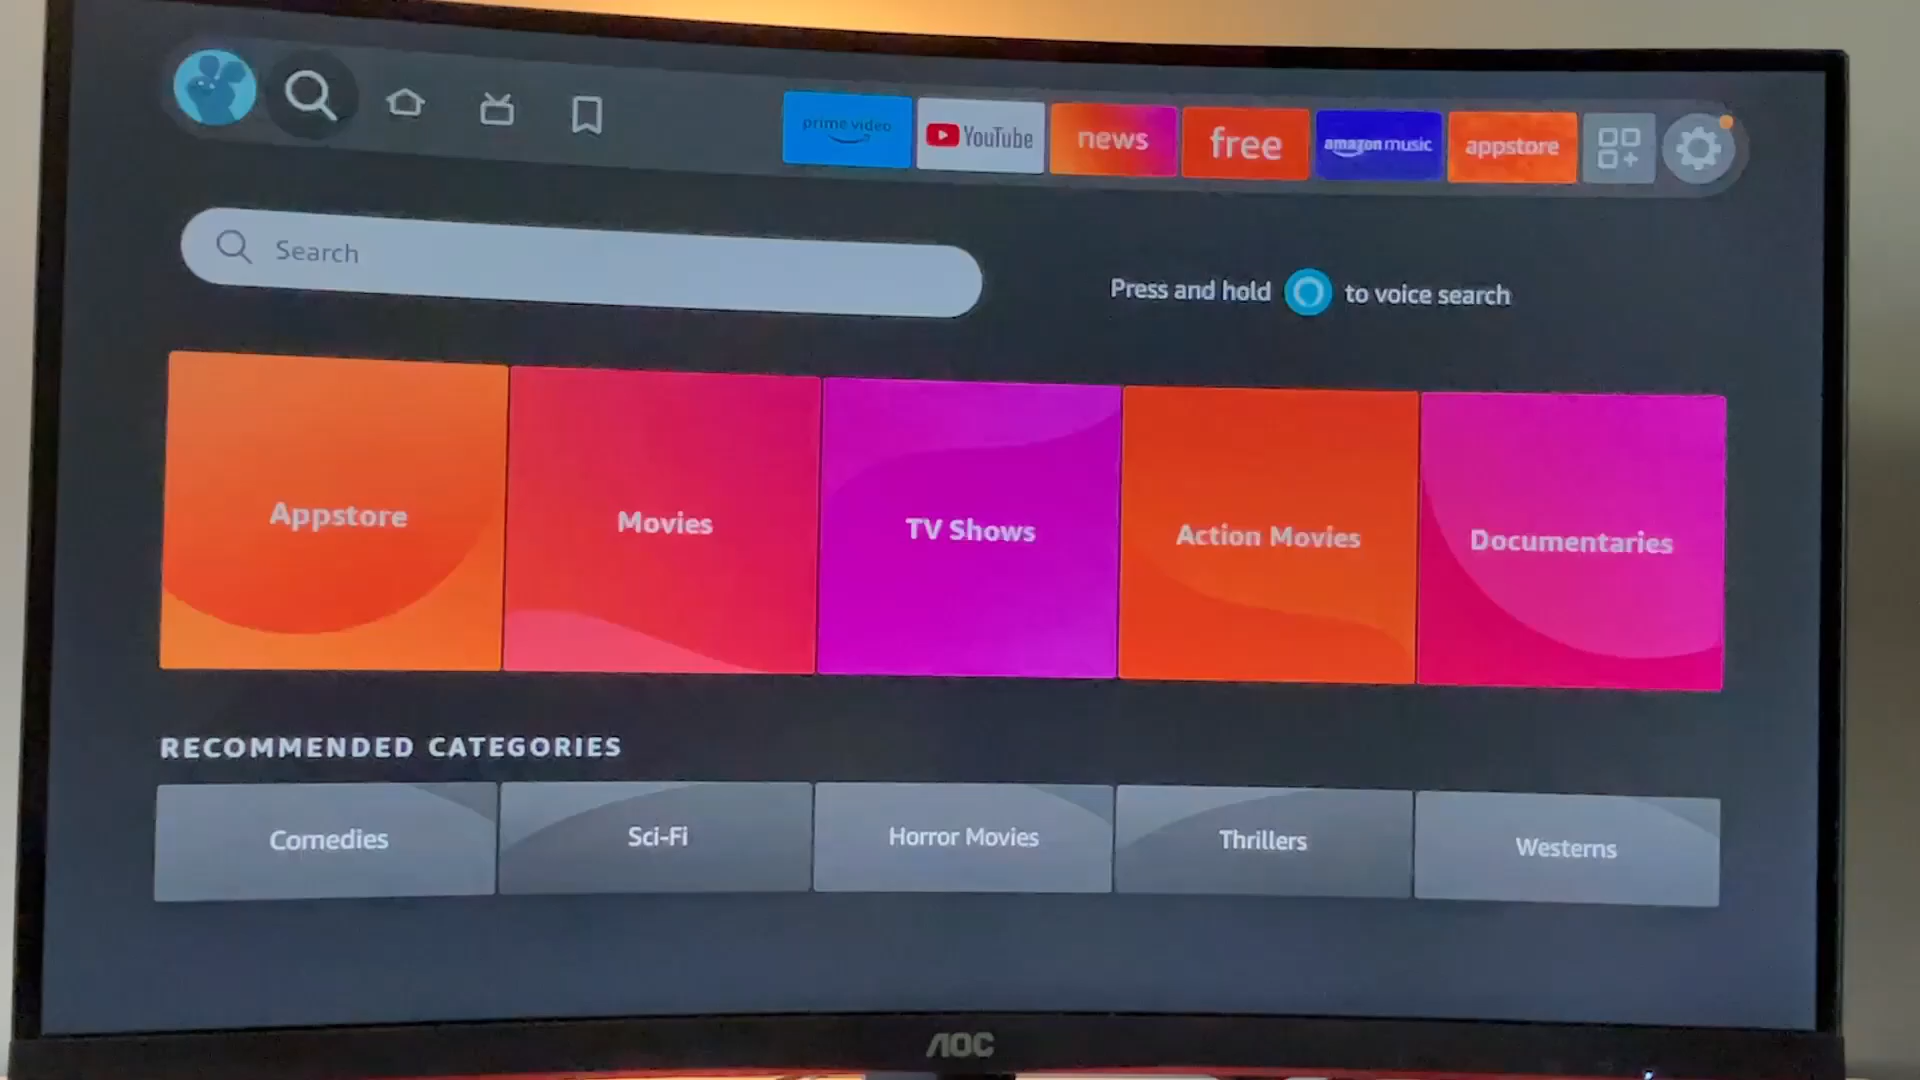 prime video
YouTube
news
free
amazon music
appstore
Search
Press and hold to voice search
Appstore
Movies
TV Shows
Action Movies
Documentaries
RECOMMENDED CATEGORIES
Comedies
Sci-Fi
Horror Movies
Thrillers
Westerns
AOC